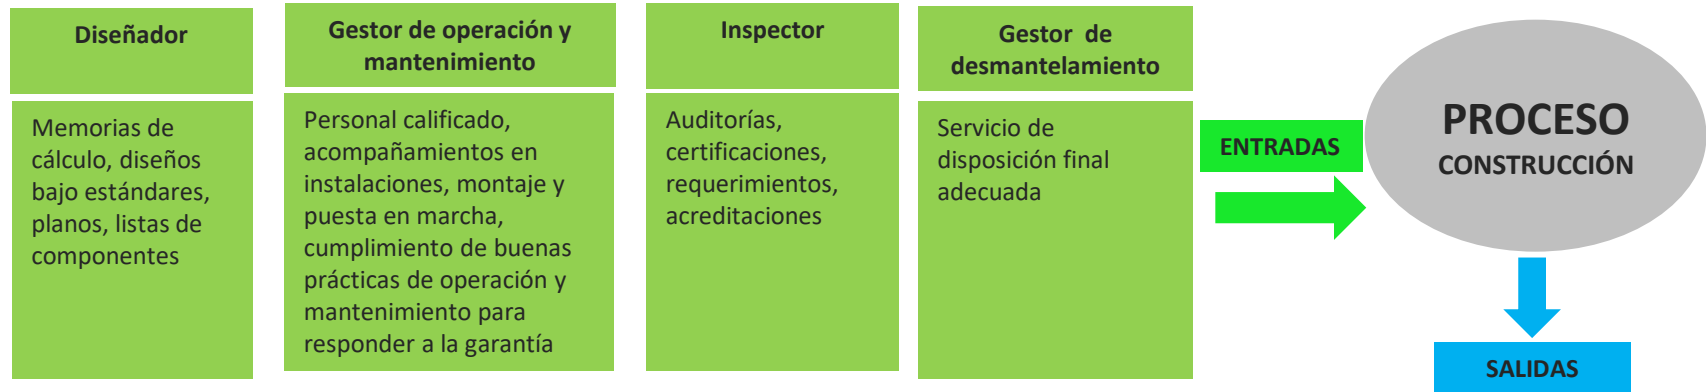 Diseñador
Memorias de
cálculo, diseños
bajo estándares,
planos, listas de
componentes
Gestor de operación y
mantenimiento
Personal calificado,
acompañamientos en
instalaciones, montaje y
puesta en marcha,
cumplimiento de buenas
prácticas de operación y
mantenimiento para
responder a la garantía
Inspector
Auditorías,
certificaciones,
requerimientos,
acreditaciones
Gestor de
desmantelamiento
Servicio de
disposición final
adecuada
ENTRADAS
PROCESO
CONSTRUCCIÓN
SALIDAS